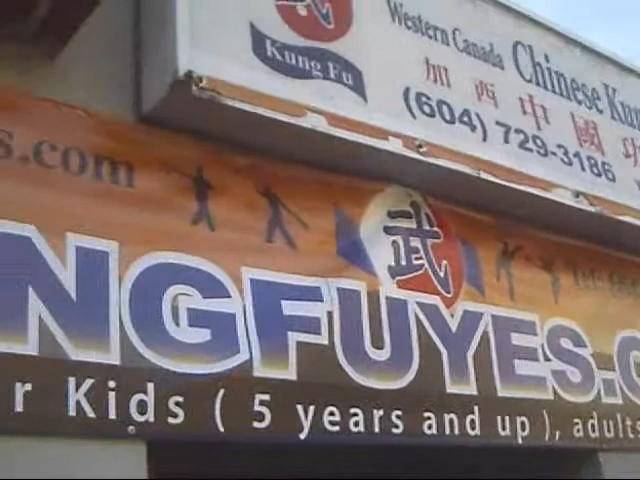 Kung Fu
Western Canada Chinese Kung
加 西 中 國 功
(604) 729-3186
s.com
武
NGFUYES.C
r Kids ( 5 years and up ), adults